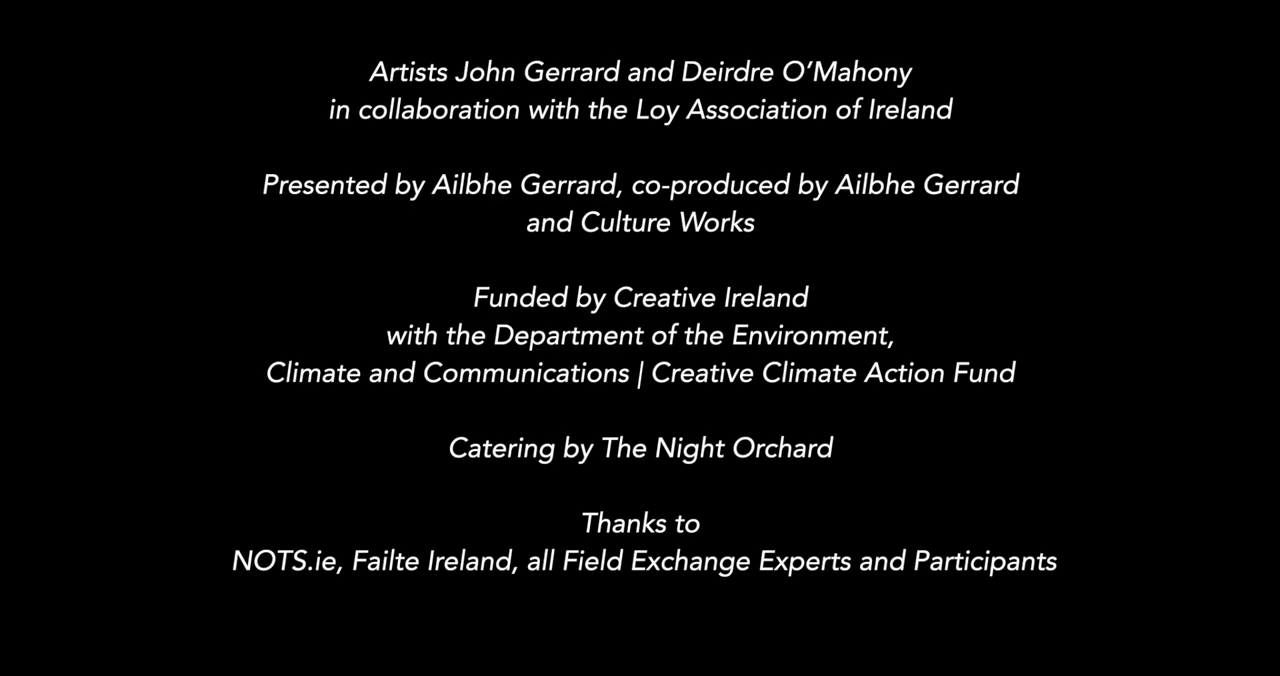 Artists John Gerrard and Deirdre O’Mahony
in collaboration with the Loy Association of Ireland
Presented by Ailbhe Gerrard, co-produced by Ailbhe Gerrard
and Culture Works
Funded by Creative Ireland
with the Department of the Environment,
Climate and Communications | Creative Climate Action Fund
Catering by The Night Orchard
Thanks to
NOTS.ie, Failte Ireland, all Field Exchange Experts and Participants